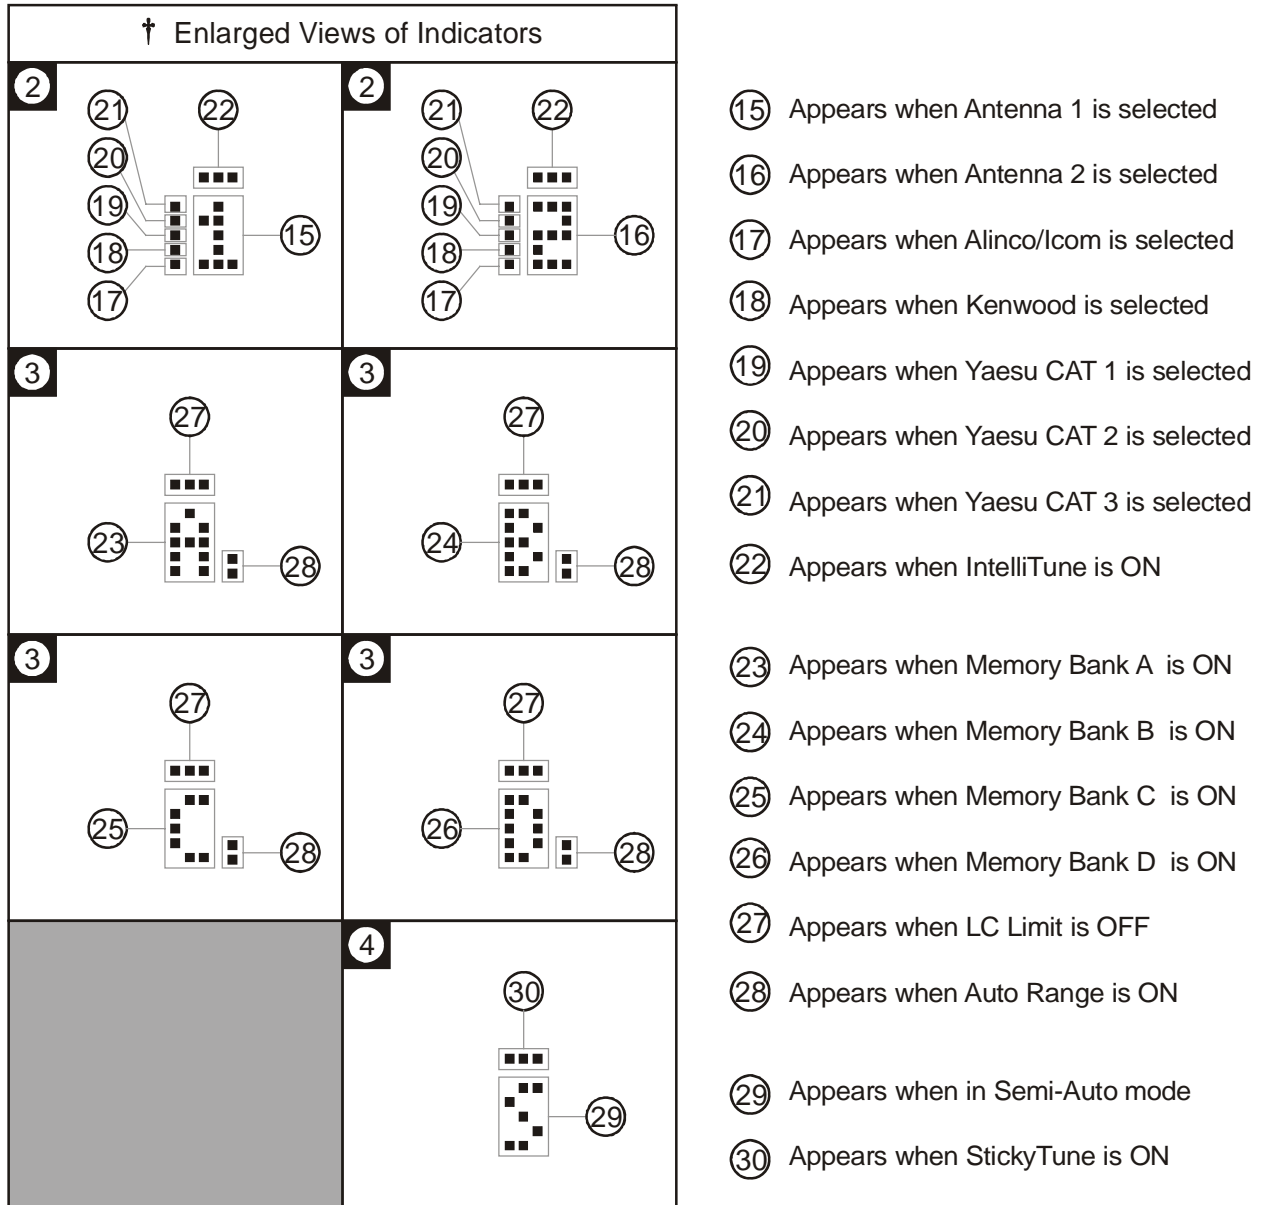 † Enlarged Views of Indicators
2 2
21 22 21 22
20 20
19 15 19 16
18 18
17 17
3 3
27 27
23 28 24 28
3 3
27 27
25 28 26 28
4
30
29
15 Appears when Antenna 1 is selected
16 Appears when Antenna 2 is selected
17 Appears when Alinco/Icom is selected
18 Appears when Kenwood is selected
19 Appears when Yaesu CAT 1 is selected
20 Appears when Yaesu CAT 2 is selected
21 Appears when Yaesu CAT 3 is selected
22 Appears when IntelliTune is ON
23 Appears when Memory Bank A is ON
24 Appears when Memory Bank B is ON
25 Appears when Memory Bank C is ON
26 Appears when Memory Bank D is ON
27 Appears when LC Limit is OFF
28 Appears when Auto Range is ON
29 Appears when in Semi-Auto mode
30 Appears when StickyTune is ON